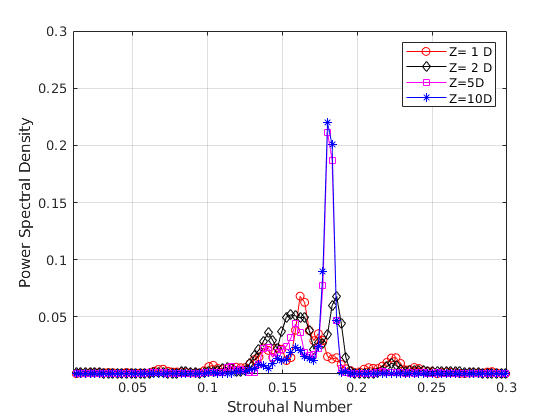 0.3
0.25
0.2
0.15
0.1
0.05
Power Spectral Density
Z= 1 D
Z= 2 D
Z=5D
Z=10D
0.05 0.1 0.15 0.2 0.25 0.3
Strouhal Number